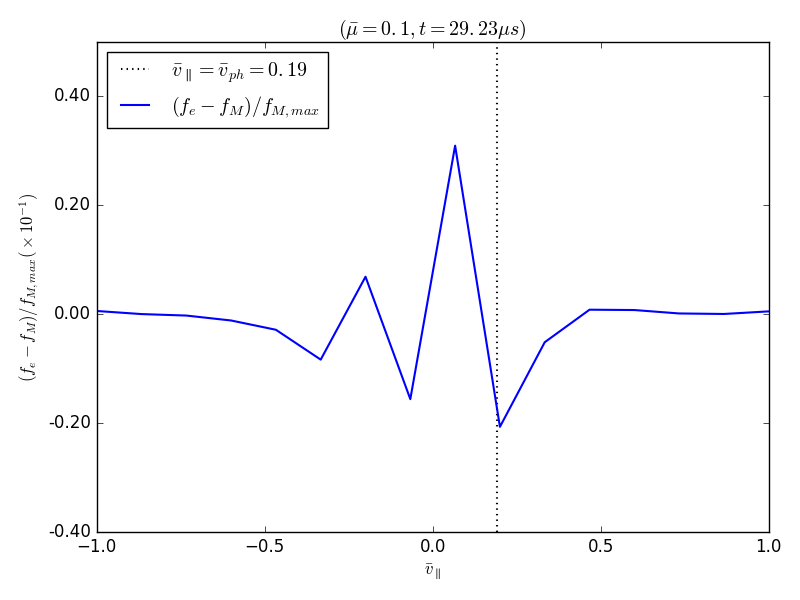 (μ̄ = 0.1, t = 29.23μs)
v̄∥ = v̄ph = 0.19
(fe − fM)/fM,max
0.40
0.20
0.00
-0.20
-0.40
(fe − fM)/fM,max(×10⁻¹)
−1.0 −0.5 0.0 0.5 1.0
v̄∥